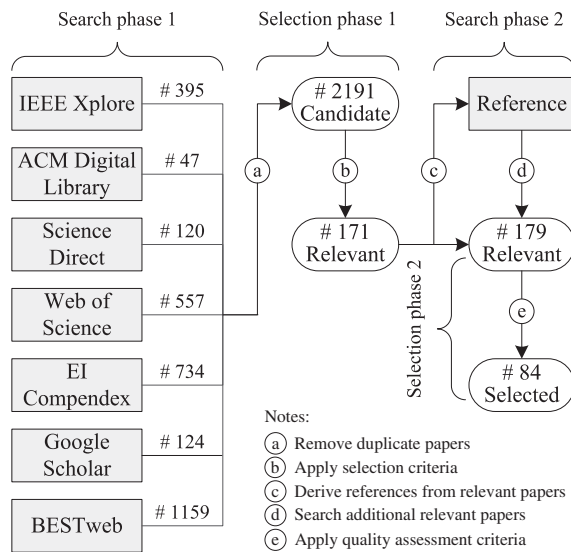 Search phase 1
Selection phase 1
Search phase 2
IEEE Xplore
# 395
ACM Digital
Library
# 47
Science
Direct
# 120
Web of
Science
# 557
EI
Compendex
# 734
Google
Scholar
# 124
BESTweb
# 1159
a
# 2191
Candidate
b
# 171
Relevant
c
Reference
d
# 179
Relevant
Selection phase 2
e
# 84
Selected
Notes:
a Remove duplicate papers
b Apply selection criteria
c Derive references from relevant papers
d Search additional relevant papers
e Apply quality assessment criteria